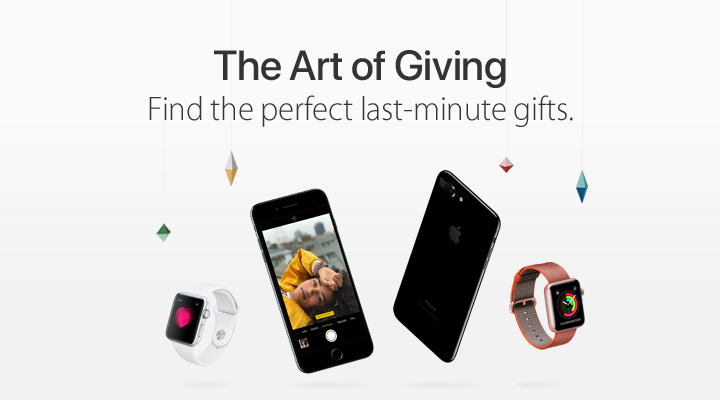 The Art of Giving
Find the perfect last-minute gifts.